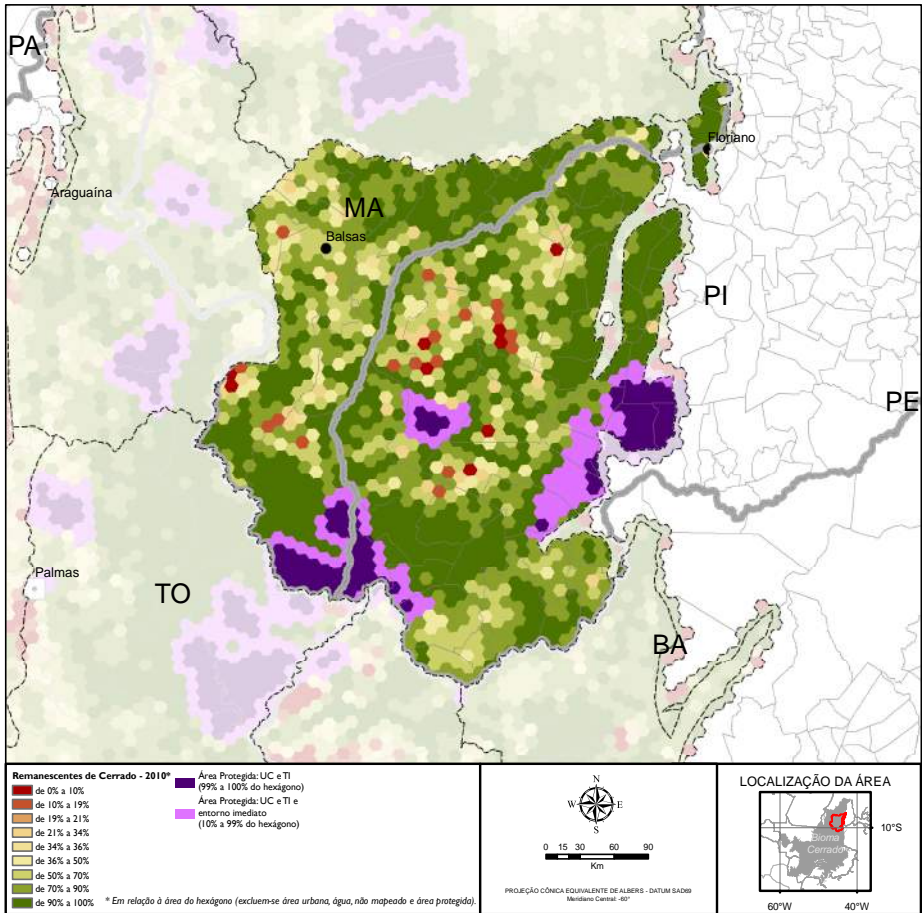 PA
Floriano
Araguaína
MA
Balsas
PI
PE
Palmas
TO
BA
Remanescentes de Cerrado - 2010*
de 0% a 10%
de 10% a 19%
de 19% a 21%
de 21% a 34%
de 34% a 36%
de 36% a 50%
de 50% a 70%
de 70% a 90%
de 90% a 100%
Área Protegida: UC e TI
(99% a 100% do hexágono)
Área Protegida: UC e TI e
entorno imediato
(10% a 99% do hexágono)
* Em relação à área do hexágono (excluem-se área urbana, água, não mapeado e área protegida).
N
W E
S
0 15 30 60 90
Km
PROJEÇÃO CÔNICA EQUIVALENTE DE ALBERS - DATUM SAD69
Meridiano Central: -60°
LOCALIZAÇÃO DA ÁREA
Bioma
Cerrado
10°S
60°W 40°W